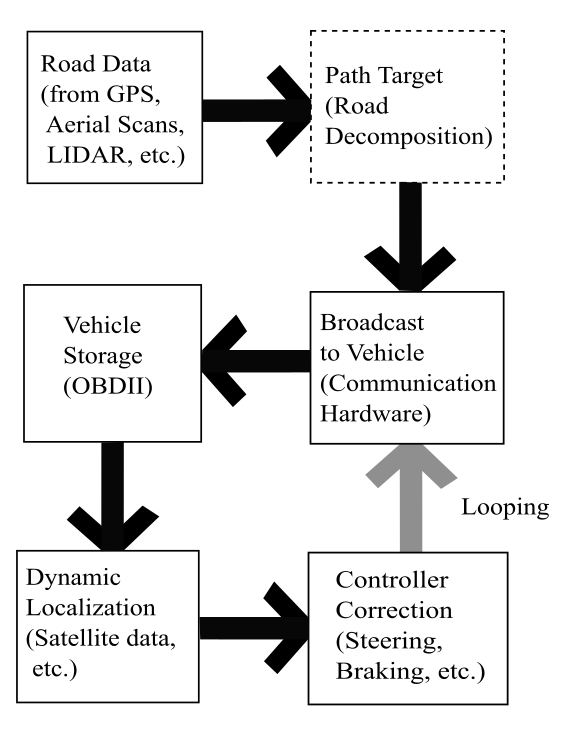 Road Data
(from GPS,
Aerial Scans,
LIDAR, etc.)
Path Target
(Road
Decomposition)
Vehicle
Storage
(OBDII)
Broadcast
to Vehicle
(Communication
Hardware)
Looping
Dynamic
Localization
(Satellite data,
etc.)
Controller
Correction
(Steering,
Braking, etc.)